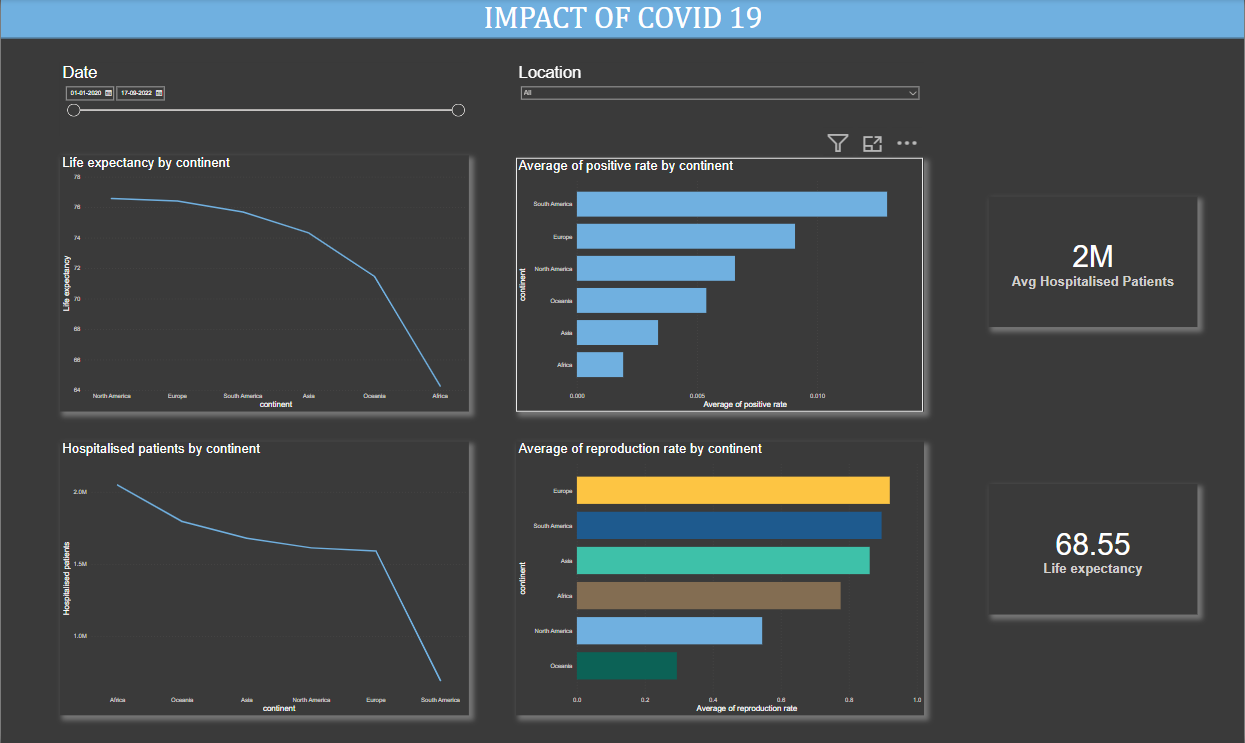 IMPACT OF COVID 19
Date
01-01-2020
17-09-2022
Location
All
Life expectancy by continent
78
76
74
72
70
68
66
64
Life expectancy
North America
Europe
South America
Asia
Oceania
Africa
continent
Average of positive rate by continent
continent
South America
Europe
North America
Oceania
Asia
Africa
0.000
0.005
0.010
Average of positive rate
2M
Avg Hospitalised Patients
Hospitalised patients by continent
2.0M
1.5M
1.0M
Hospitalised patients
Africa
Oceania
Asia
North America
Europe
South America
continent
Average of reproduction rate by continent
continent
Europe
South America
Asia
Africa
North America
Oceania
0.0
0.2
0.4
0.6
0.8
1.0
Average of reproduction rate
68.55
Life expectancy